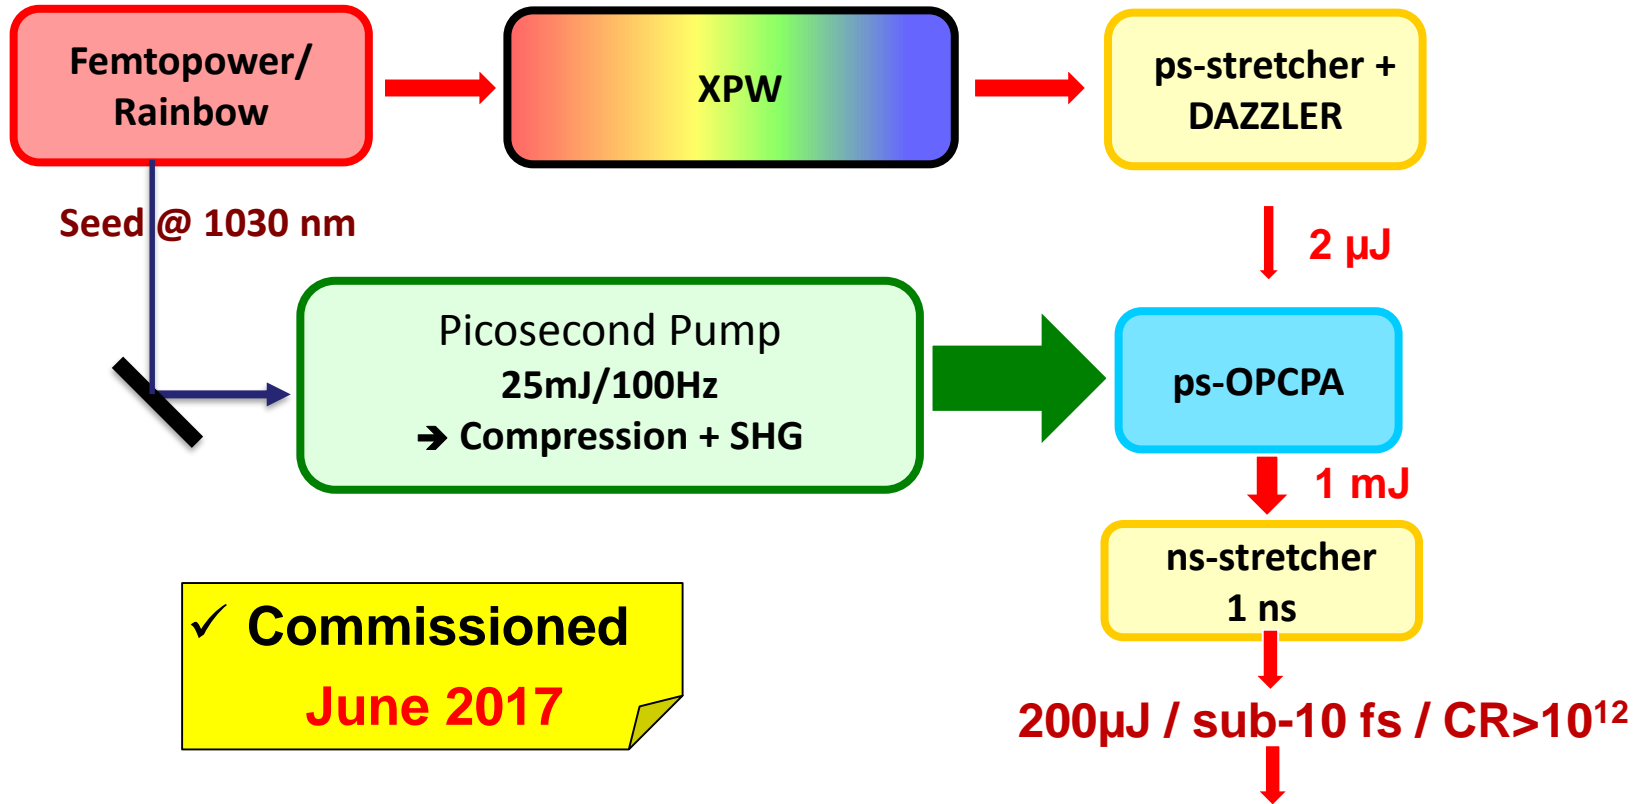 Femtopower/
Rainbow
XPW
ps-stretcher +
DAZZLER
Seed @ 1030 nm
2 µJ
Picosecond Pump
25mJ/100Hz
➔ Compression + SHG
ps-OPCPA
1 mJ
ns-stretcher
1 ns
✓ Commissioned
June 2017
200µJ / sub-10 fs / CR>10¹²